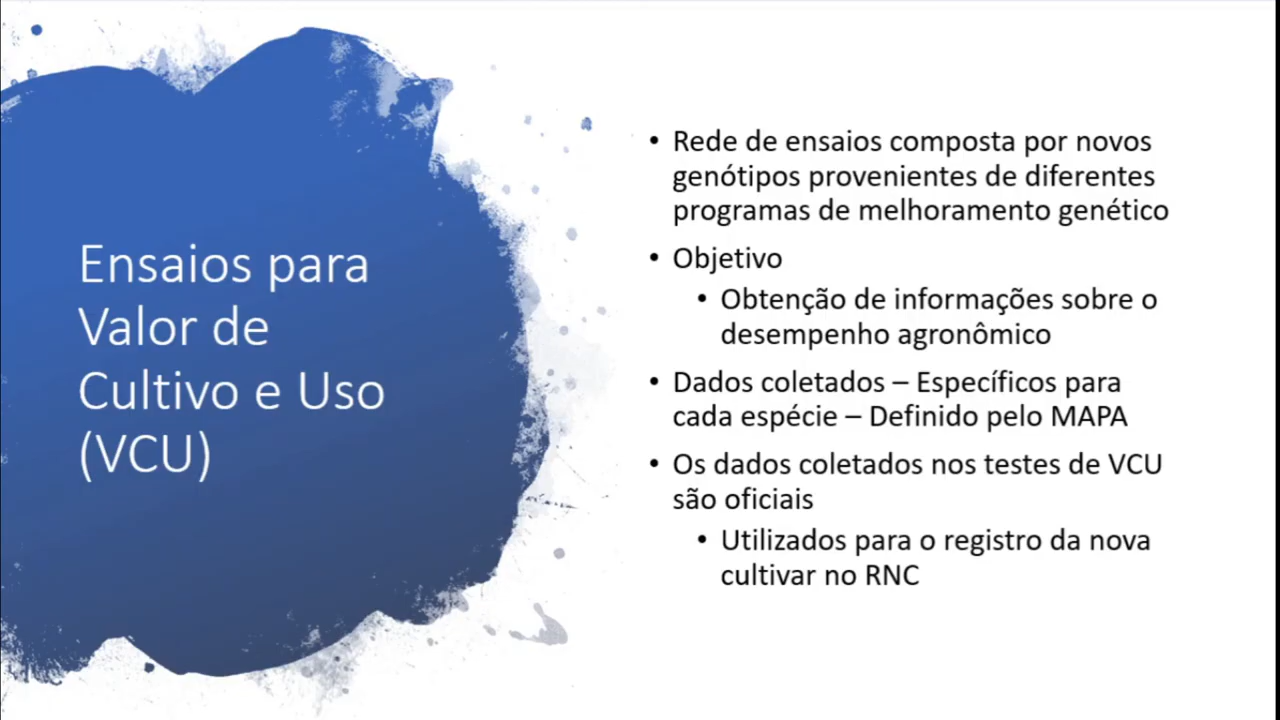 Ensaios para
Valor de
Cultivo e Uso
(VCU)
• Rede de ensaios composta por novos
genótipos provenientes de diferentes
programas de melhoramento genético
• Objetivo
• Obtenção de informações sobre o
desempenho agronômico
• Dados coletados – Específicos para
cada espécie – Definido pelo MAPA
• Os dados coletados nos testes de VCU
são oficiais
• Utilizados para o registro da nova
cultivar no RNC